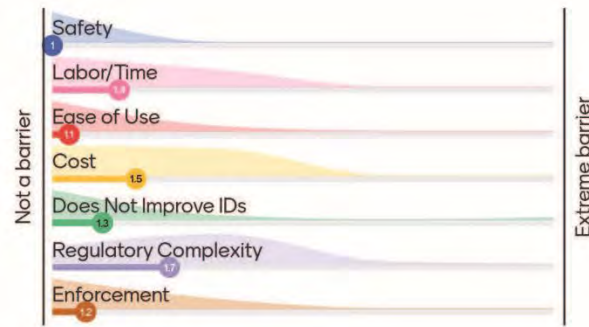 Not a barrier
Safety
1
Labor/Time
1.4
Ease of Use
1.1
Cost
1.5
Does Not Improve IDs
1.3
Regulatory Complexity
1.7
Enforcement
1.2
Extreme barrier